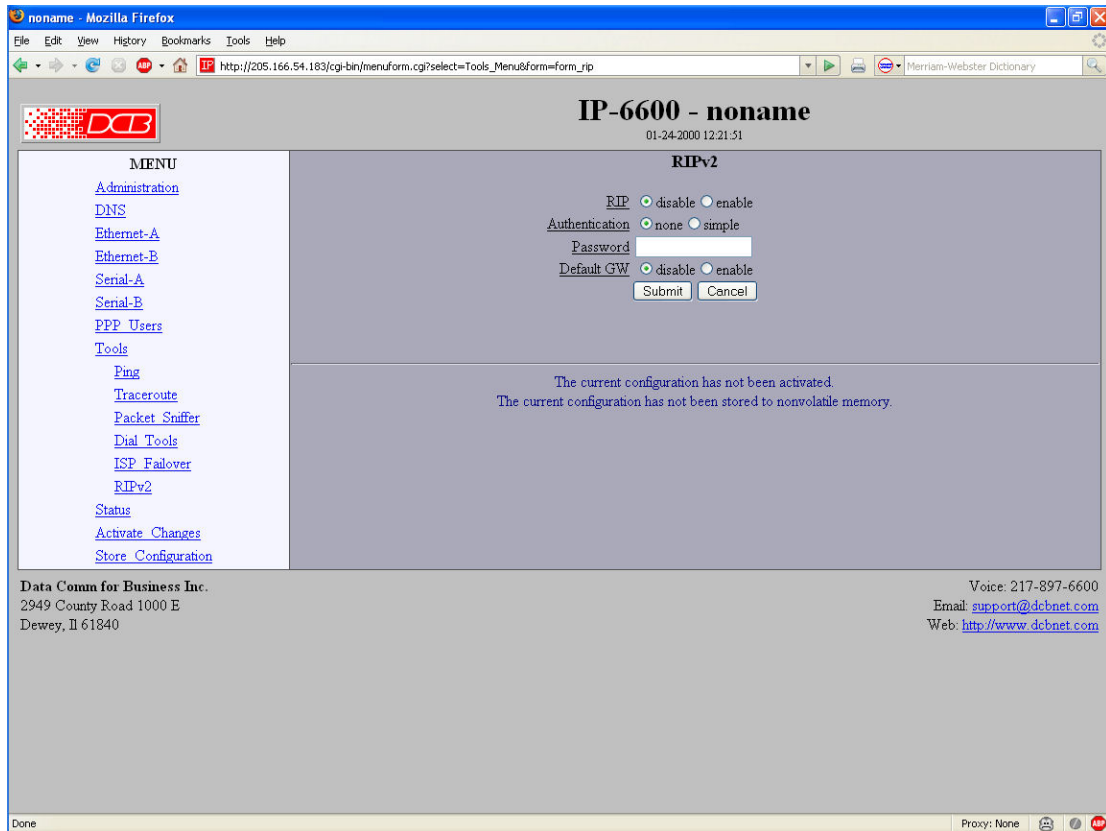 noname - Mozilla Firefox
File Edit View History Bookmarks Tools Help
ABP IP http://205.166.54.183/cgi-bin/menuform.cgi?select=Tools_Menu&form=form_rip Merriam-Webster Dictionary
DCB
IP-6600 - noname
01-24-2000 12:21:51
MENU
Administration
DNS
Ethernet-A
Ethernet-B
Serial-A
Serial-B
PPP Users
Tools
Ping
Traceroute
Packet Sniffer
Dial Tools
ISP Failover
RIPv2
Status
Activate Changes
Store Configuration
RIPv2
RIP disable enable
Authentication none simple
Password
Default GW disable enable
Submit Cancel
The current configuration has not been activated.
The current configuration has not been stored to nonvolatile memory.
Data Comm for Business Inc.
2949 County Road 1000 E
Dewey, Il 61840
Voice: 217-897-6600
Email: support@dcbnet.com
Web: http://www.dcbnet.com
Done Proxy: None ABP